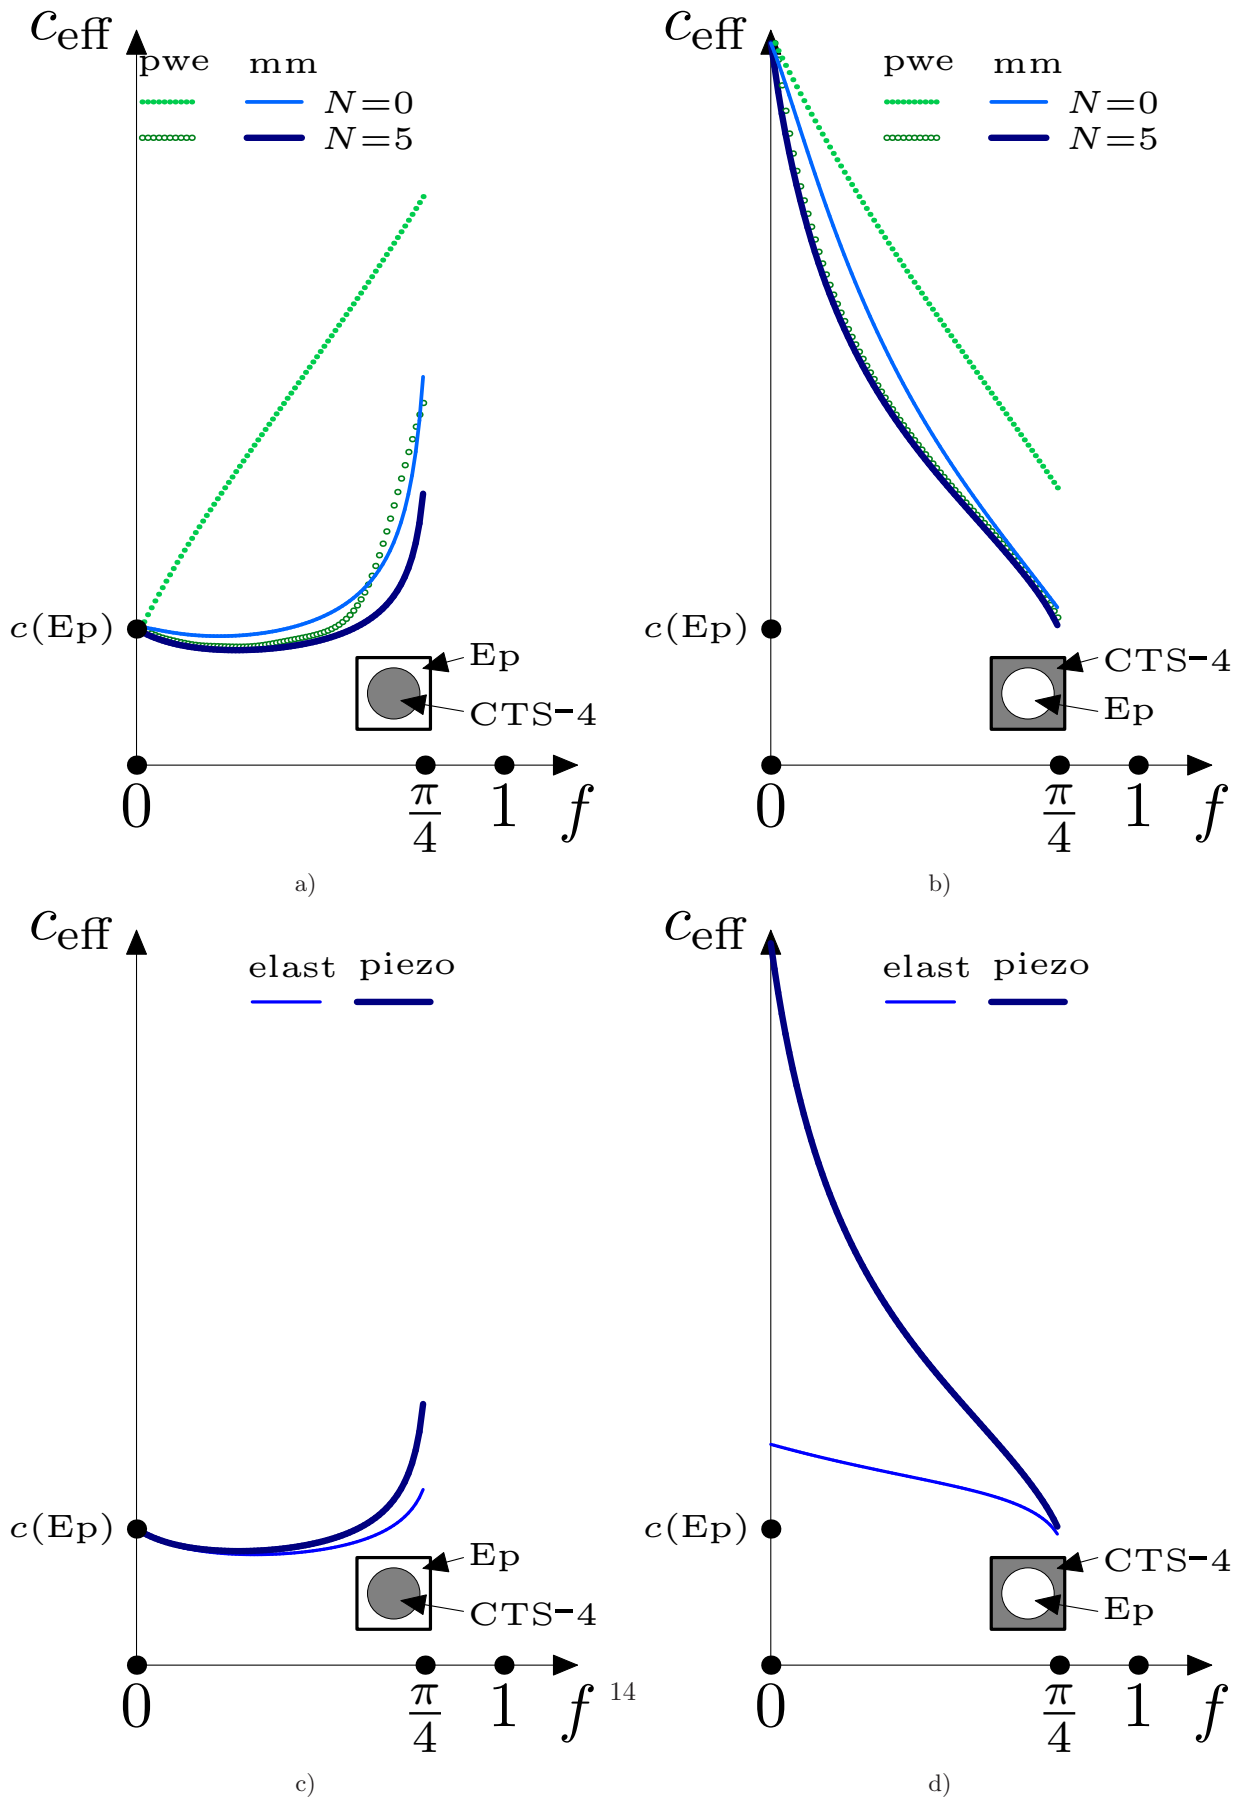 c_eff
pwe mm
N=0
N=5
c(Ep)
Ep
CTS-4
0 π/4 1 f
a)
c_eff
pwe mm
N=0
N=5
c(Ep)
CTS-4
Ep
0 π/4 1 f
b)
c_eff
elast piezo
c(Ep)
Ep
CTS-4
0 π/4 1 f
c)
c_eff
elast piezo
c(Ep)
CTS-4
Ep
0 π/4 1 f
d)
14